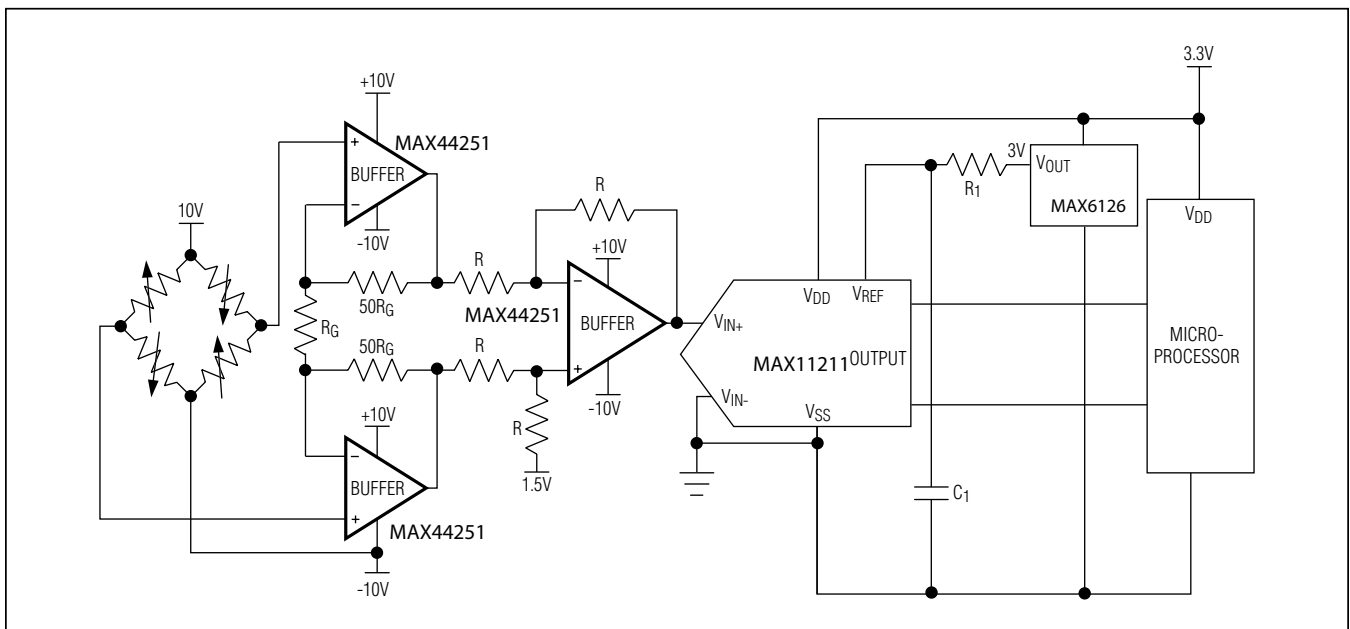 3.3V
+10V
MAX44251
+
BUFFER
−
-10V
10V
3V
VOUT
R1
MAX6126
VDD
R
+10V
R
50RG
MAX44251
−
BUFFER
+
-10V
RG
50RG
R
R
1.5V
VDD
VREF
VIN+
MAX11211
OUTPUT
VIN-
VSS
MICRO-
PROCESSOR
+10V
−
BUFFER
+
MAX44251
-10V
C1